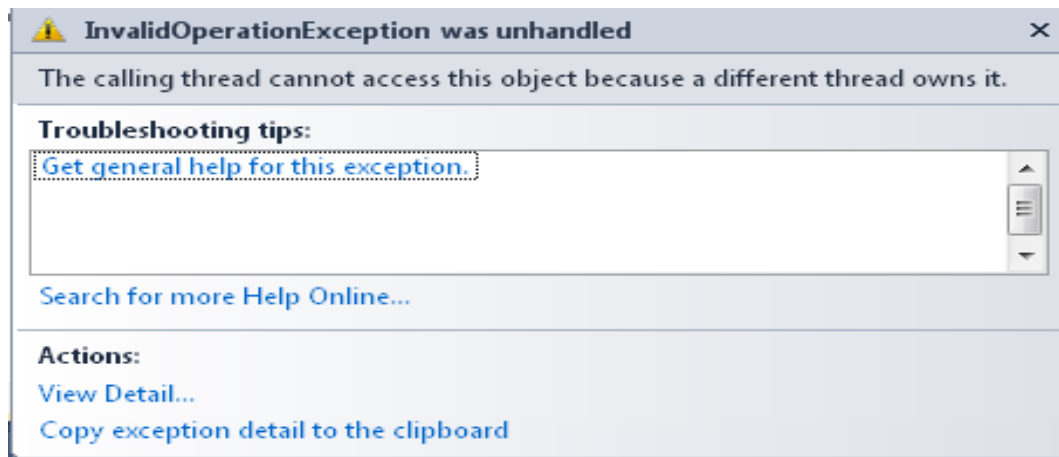 InvalidOperationException was unhandled
The calling thread cannot access this object because a different thread owns it.
Troubleshooting tips:
Get general help for this exception.
Search for more Help Online...
Actions:
View Detail...
Copy exception detail to the clipboard